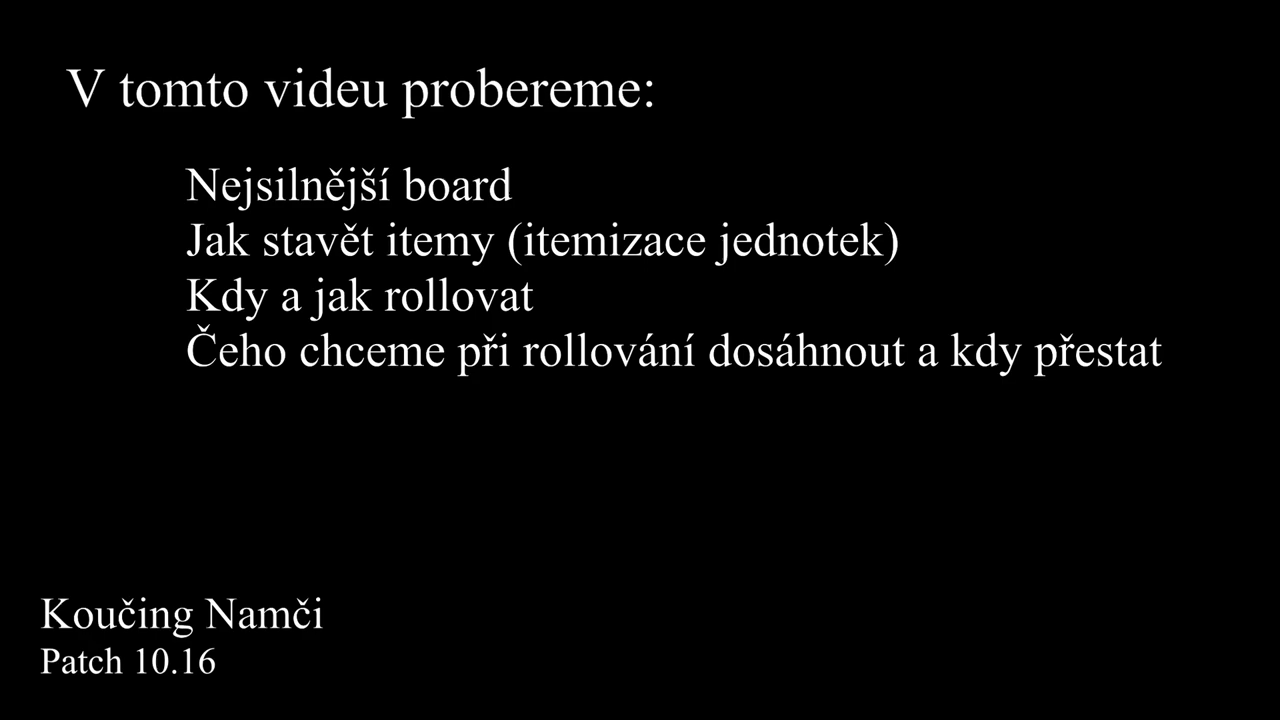 V tomto videu probereme:
Nejsilnější board
Jak stavět itemy (itemizace jednotek)
Kdy a jak rollovat
Čeho chceme při rollování dosáhnout a kdy přestat
Koučing Namči
Patch 10.16